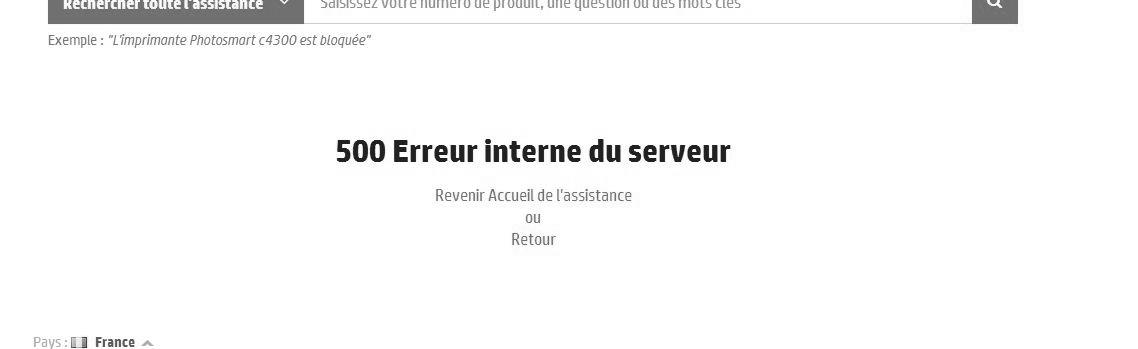 Rechercher toute l'assistance
Saisissez votre numéro de produit, une question ou des mots clés
Exemple : "L'imprimante Photosmart c4300 est bloquée"
500 Erreur interne du serveur
Revenir Accueil de l'assistance
ou
Retour
Pays : France